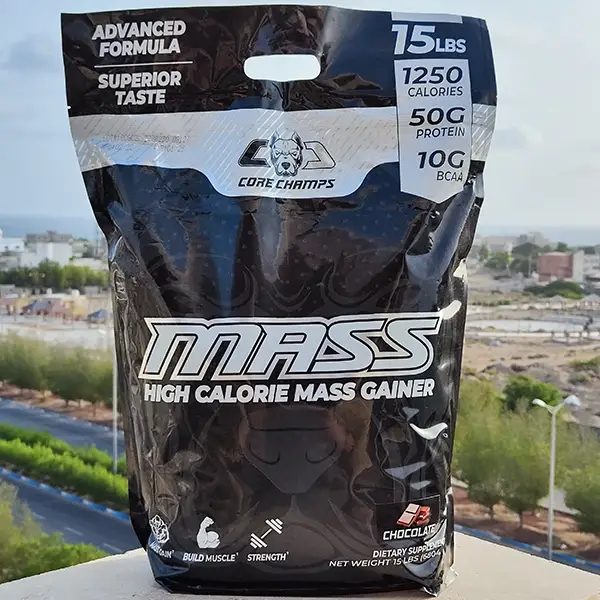 ADVANCED
FORMULA
SUPERIOR
TASTE
15LBS
1250
CALORIES
50G
PROTEIN
10G
BCAA
CORE CHAMPS
MASS
HIGH CALORIE MASS GAINER
CHOCOLATE
BUILD MUSCLE†
STRENGTH†
DIETARY SUPPLEMENT
NET WEIGHT 15 LBS (6804